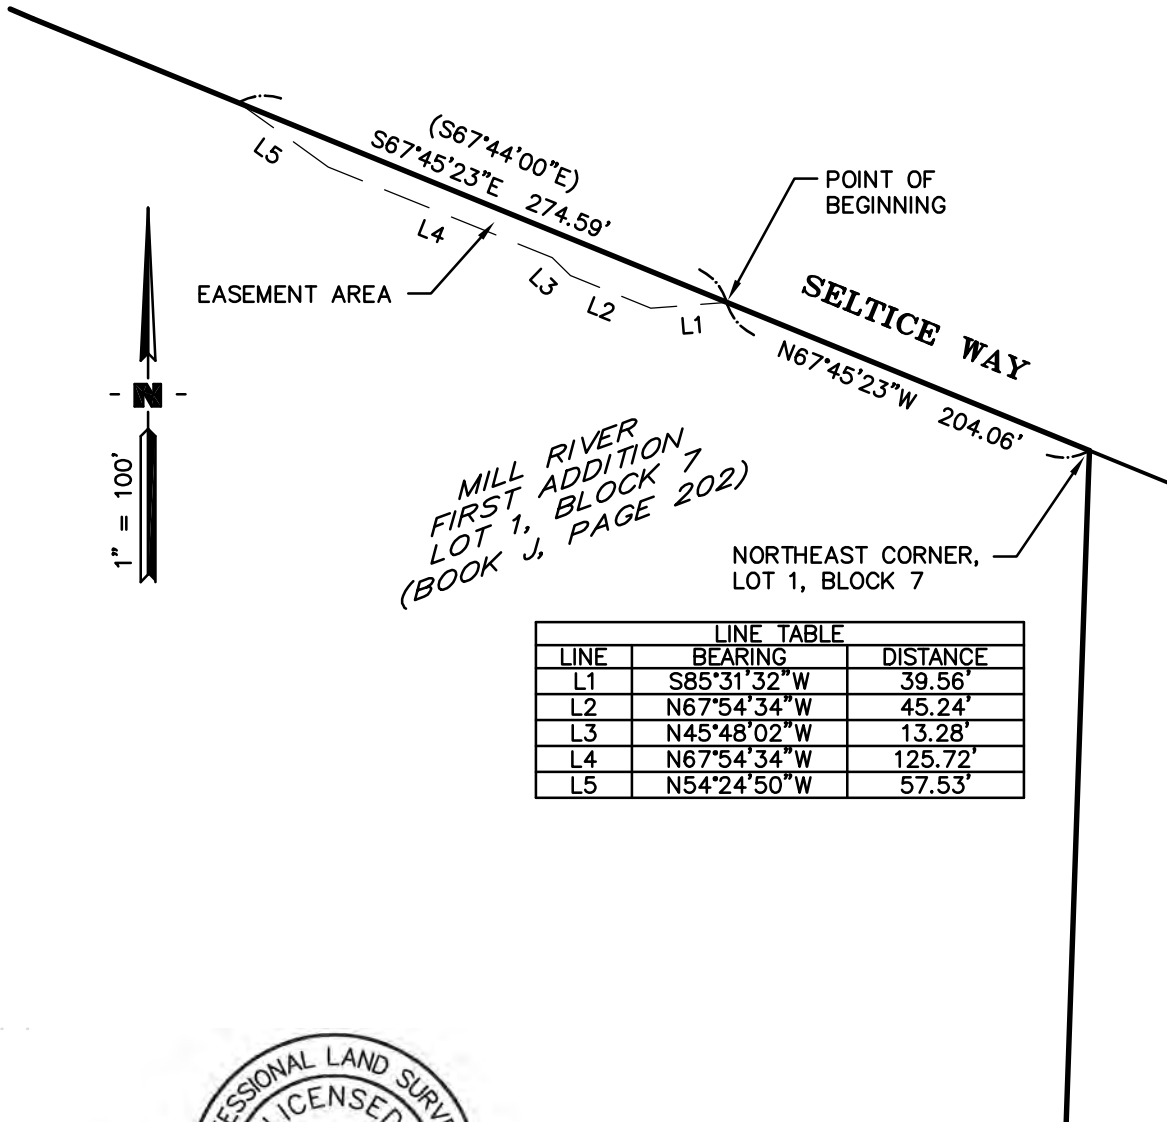 (S67°44'00"E)
S67°45'23"E 274.59'
L5
L4
L3
L2
L1
POINT OF
BEGINNING
EASEMENT AREA
SELTICE WAY
N67°45'23"W 204.06'
N
1" = 100'
MILL RIVER
FIRST ADDITION
LOT 1, BLOCK 7
(BOOK J, PAGE 202)
NORTHEAST CORNER,
LOT 1, BLOCK 7
LINE TABLE
LINE BEARING DISTANCE
L1 S85°31'32"W 39.56'
L2 N67°54'34"W 45.24'
L3 N45°48'02"W 13.28'
L4 N67°54'34"W 125.72'
L5 N54°24'50"W 57.53'
ESSIONAL LAND SURVE
LICENSED